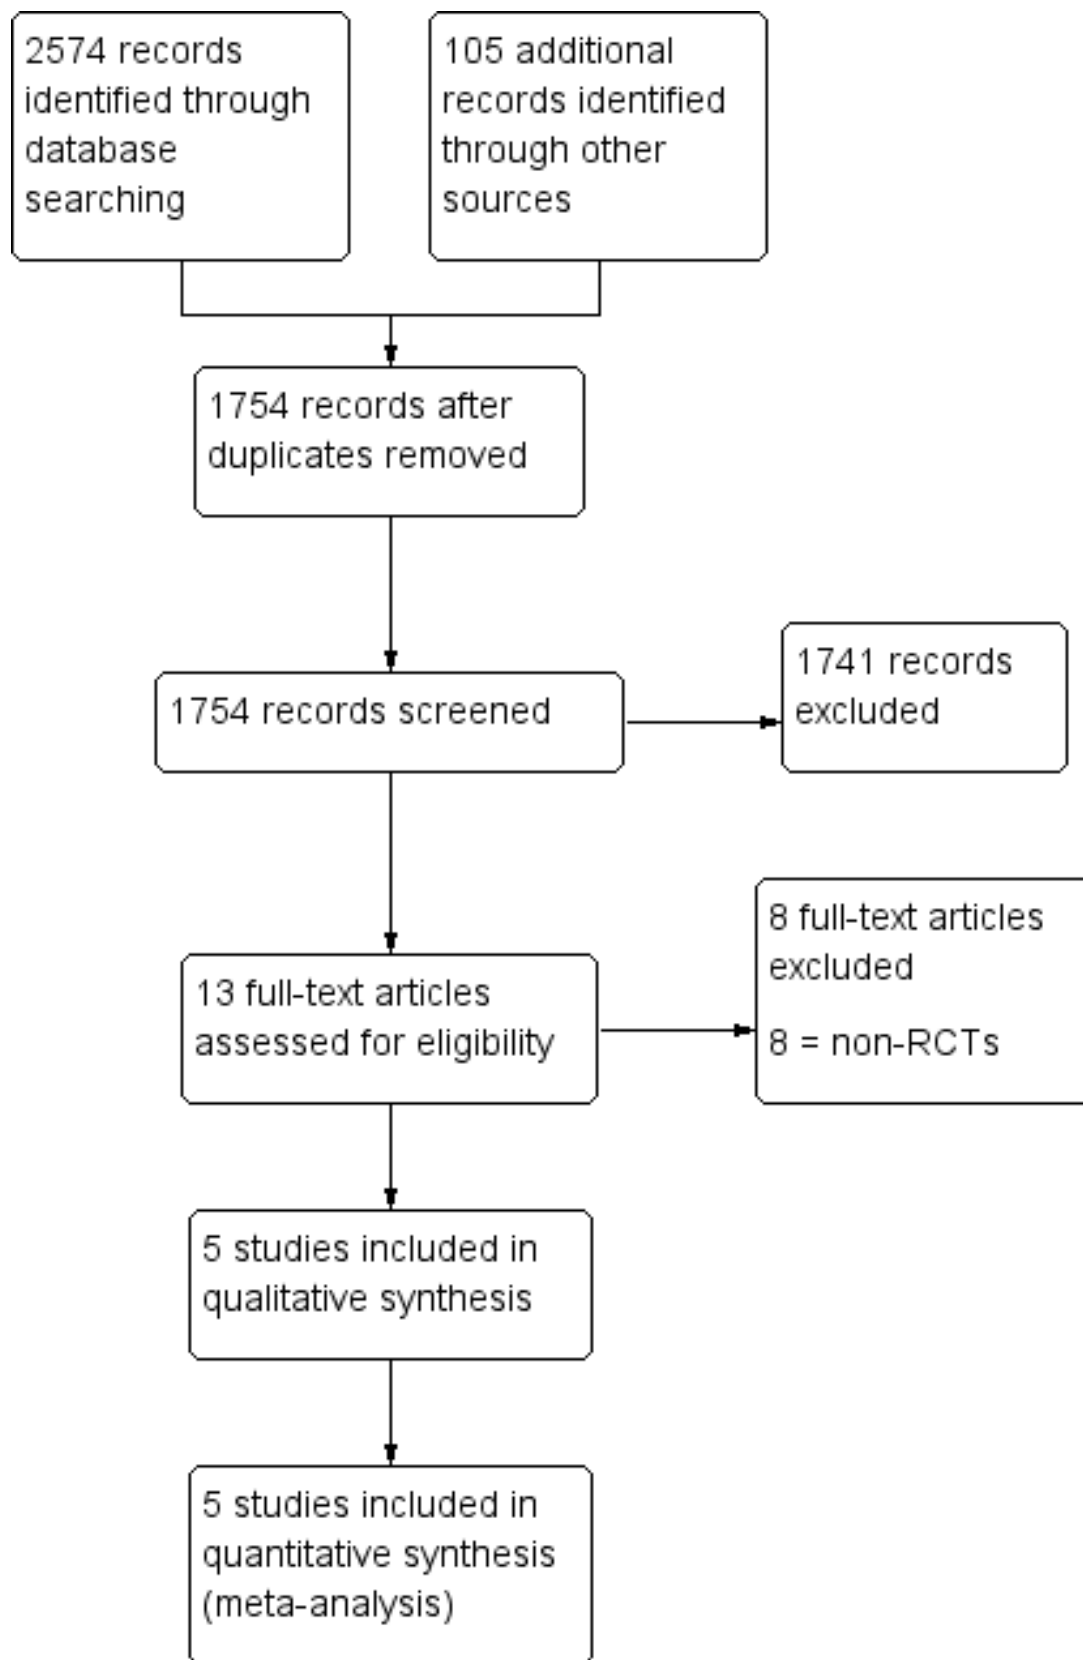 2574 records
identified through
database
searching
105 additional
records identified
through other
sources
1754 records after
duplicates removed
1754 records screened
1741 records
excluded
13 full-text articles
assessed for eligibility
8 full-text articles
excluded
8 = non-RCTs
5 studies included in
qualitative synthesis
5 studies included in
quantitative synthesis
(meta-analysis)